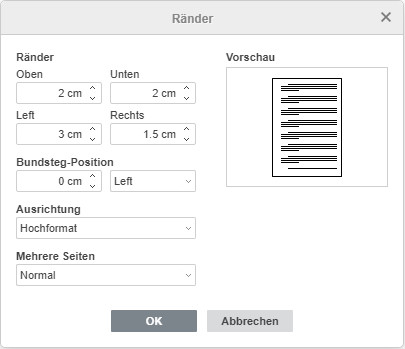 Ränder
Ränder
Vorschau
Oben Unten
2 cm 2 cm
Left Rechts
3 cm 1.5 cm
Bundsteg-Position
0 cm Left
Ausrichtung
Hochformat
Mehrere Seiten
Normal
OK Abbrechen